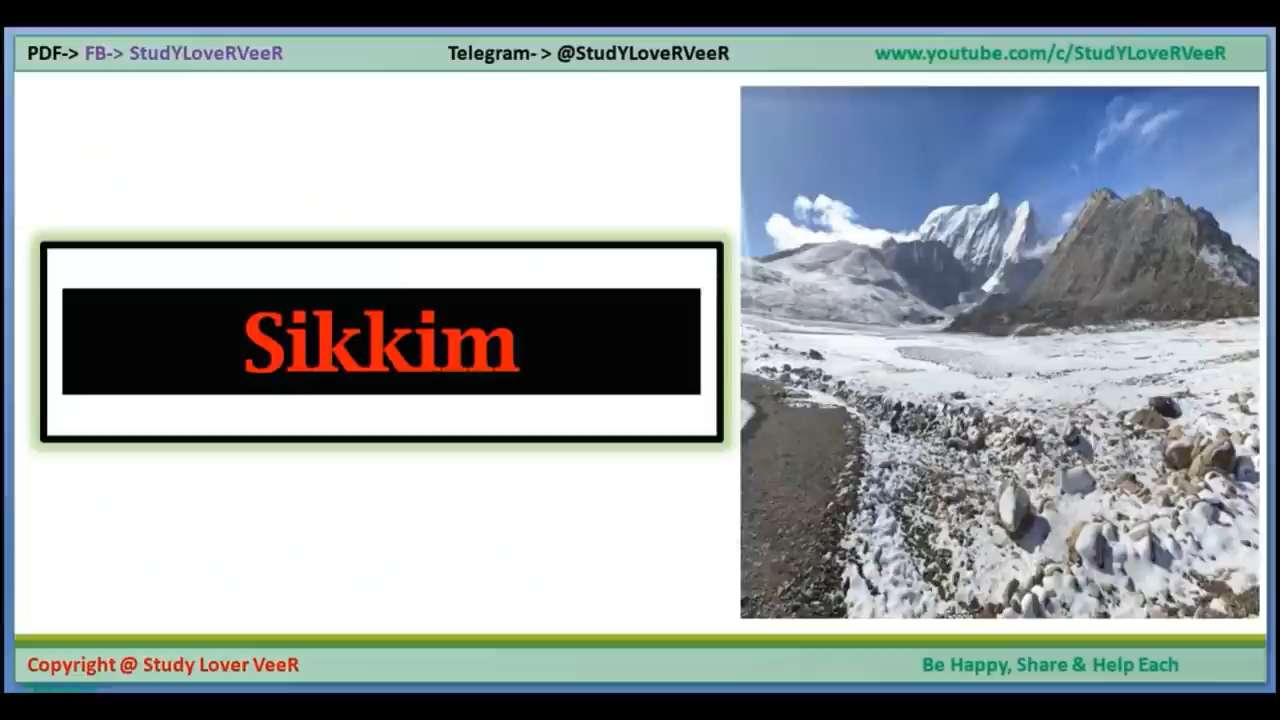 PDF-> FB-> StudYLoveRVeeR
Telegram- > @StudYLoveRVeeR
www.youtube.com/c/StudYLoveRVeeR
Sikkim
Copyright @ Study Lover VeeR
Be Happy, Share & Help Each